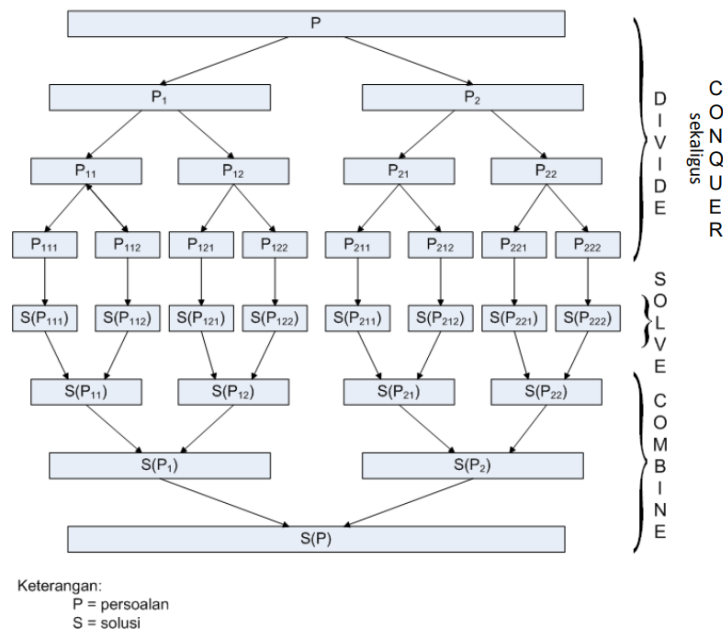 P
P₁ P₂
P₁₁ P₁₂ P₂₁ P₂₂
P₁₁₁ P₁₁₂ P₁₂₁ P₁₂₂ P₂₁₁ P₂₁₂ P₂₂₁ P₂₂₂
S(P₁₁₁) S(P₁₁₂) S(P₁₂₁) S(P₁₂₂) S(P₂₁₁) S(P₂₁₂) S(P₂₂₁) S(P₂₂₂)
S(P₁₁) S(P₁₂) S(P₂₁) S(P₂₂)
S(P₁) S(P₂)
S(P)
DIVIDE
sekaligus
CONQUER
SOLVE
COMBINE
Keterangan:
P = persoalan
S = solusi